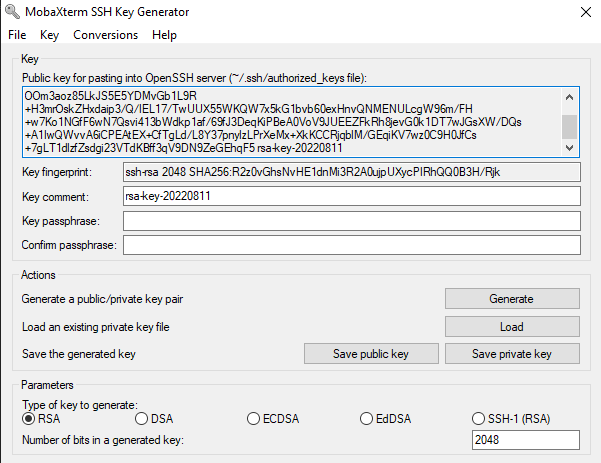 MobaXterm SSH Key Generator
File Key Conversions Help
Key
Public key for pasting into OpenSSH server (~/.ssh/authorized_keys file):
OOm3aoz85LkJS5E5YDMvGb1L9R
+H3mrOskZHxdaip3/Q/IEL17/TwUUX55WKQW7x5kG1bvb60exHnvQNMENULcgW96m/FH
+w7Ko1NGfF6wN7Qsvi413bWdkp1af/69fJ3DeqKiPBeA0VoV9JUEEZFkRh8jevG0k1DT7wJGsXW/DQs
+A1IwQWvvA6iCPEAtEX+CfTgLd/L8Y37pnylzLPrXeMx+XkKCCRjqblM/GEqiKV7wz0C9H0JfCs
+7gLT1dlzfZsdgi23VTdKBff3qV9DN9ZeGEhqF5 rsa-key-20220811
Key fingerprint: ssh-rsa 2048 SHA256:R2z0vGhsNvHE1dnMi3R2A0ujpUXycPIRhQQ0B3H/Rjk
Key comment: rsa-key-20220811
Key passphrase:
Confirm passphrase:
Actions
Generate a public/private key pair Generate
Load an existing private key file Load
Save the generated key Save public key Save private key
Parameters
Type of key to generate:
RSA DSA ECDSA EdDSA SSH-1 (RSA)
Number of bits in a generated key: 2048